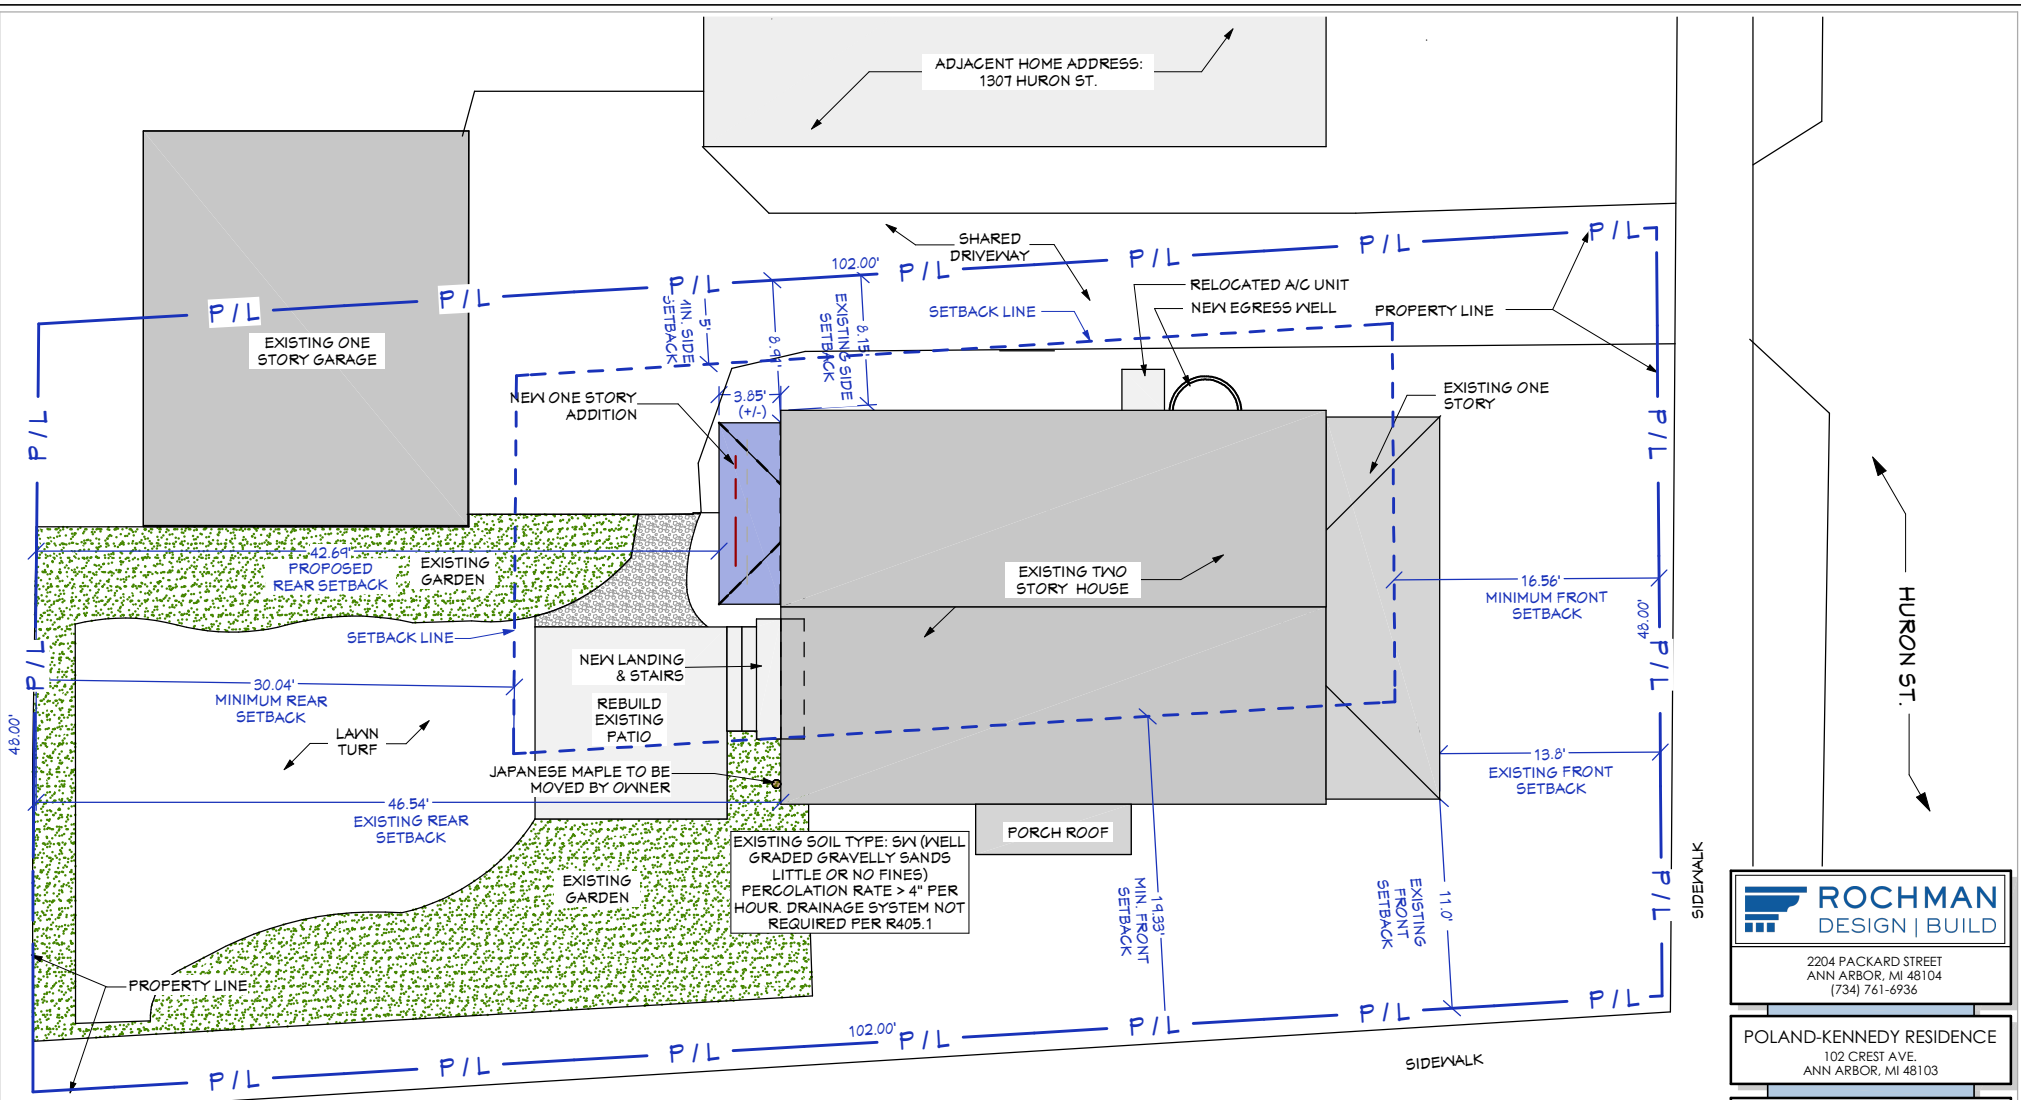 ADJACENT HOME ADDRESS:
1307 HURON ST.
P/L
P/L
P/L
P/L
P/L
P/L
P/L
SHARED
DRIVEWAY
102.00'
RELOCATED A/C UNIT
NEW EGRESS WELL
SETBACK LINE
PROPERTY LINE
5'
MIN. SIDE
SETBACK
8.15'
EXISTING SIDE
SETBACK
EXISTING ONE
STORY GARAGE
NEW ONE STORY
ADDITION
3.85'
(+/-)
EXISTING ONE
STORY
P/L
P/L
42.69'
PROPOSED
REAR SETBACK
EXISTING
GARDEN
EXISTING TWO
STORY HOUSE
16.56'
MINIMUM FRONT
SETBACK
48.00'
HURON ST.
SETBACK LINE
P/L
P/L
NEW LANDING
& STAIRS
30.04'
MINIMUM REAR
SETBACK
REBUILD
EXISTING
PATIO
48.00'
LAWN
TURF
JAPANESE MAPLE TO BE
MOVED BY OWNER
13.8'
EXISTING FRONT
SETBACK
46.54'
EXISTING REAR
SETBACK
PORCH ROOF
EXISTING SOIL TYPE: SW (WELL
GRADED GRAVELLY SANDS
LITTLE OR NO FINES)
PERCOLATION RATE > 4" PER
HOUR. DRAINAGE SYSTEM NOT
REQUIRED PER R405.1
EXISTING
GARDEN
19.33'
MIN. FRONT
SETBACK
11.0'
EXISTING
FRONT
SETBACK
P/L
SIDEWALK
PROPERTY LINE
102.00'
P/L
P/L
P/L
P/L
P/L
P/L
P/L
SIDEWALK
ROCHMAN
DESIGN | BUILD
2204 PACKARD STREET
ANN ARBOR, MI 48104
(734) 761-6936
POLAND-KENNEDY RESIDENCE
102 CREST AVE.
ANN ARBOR, MI 48103